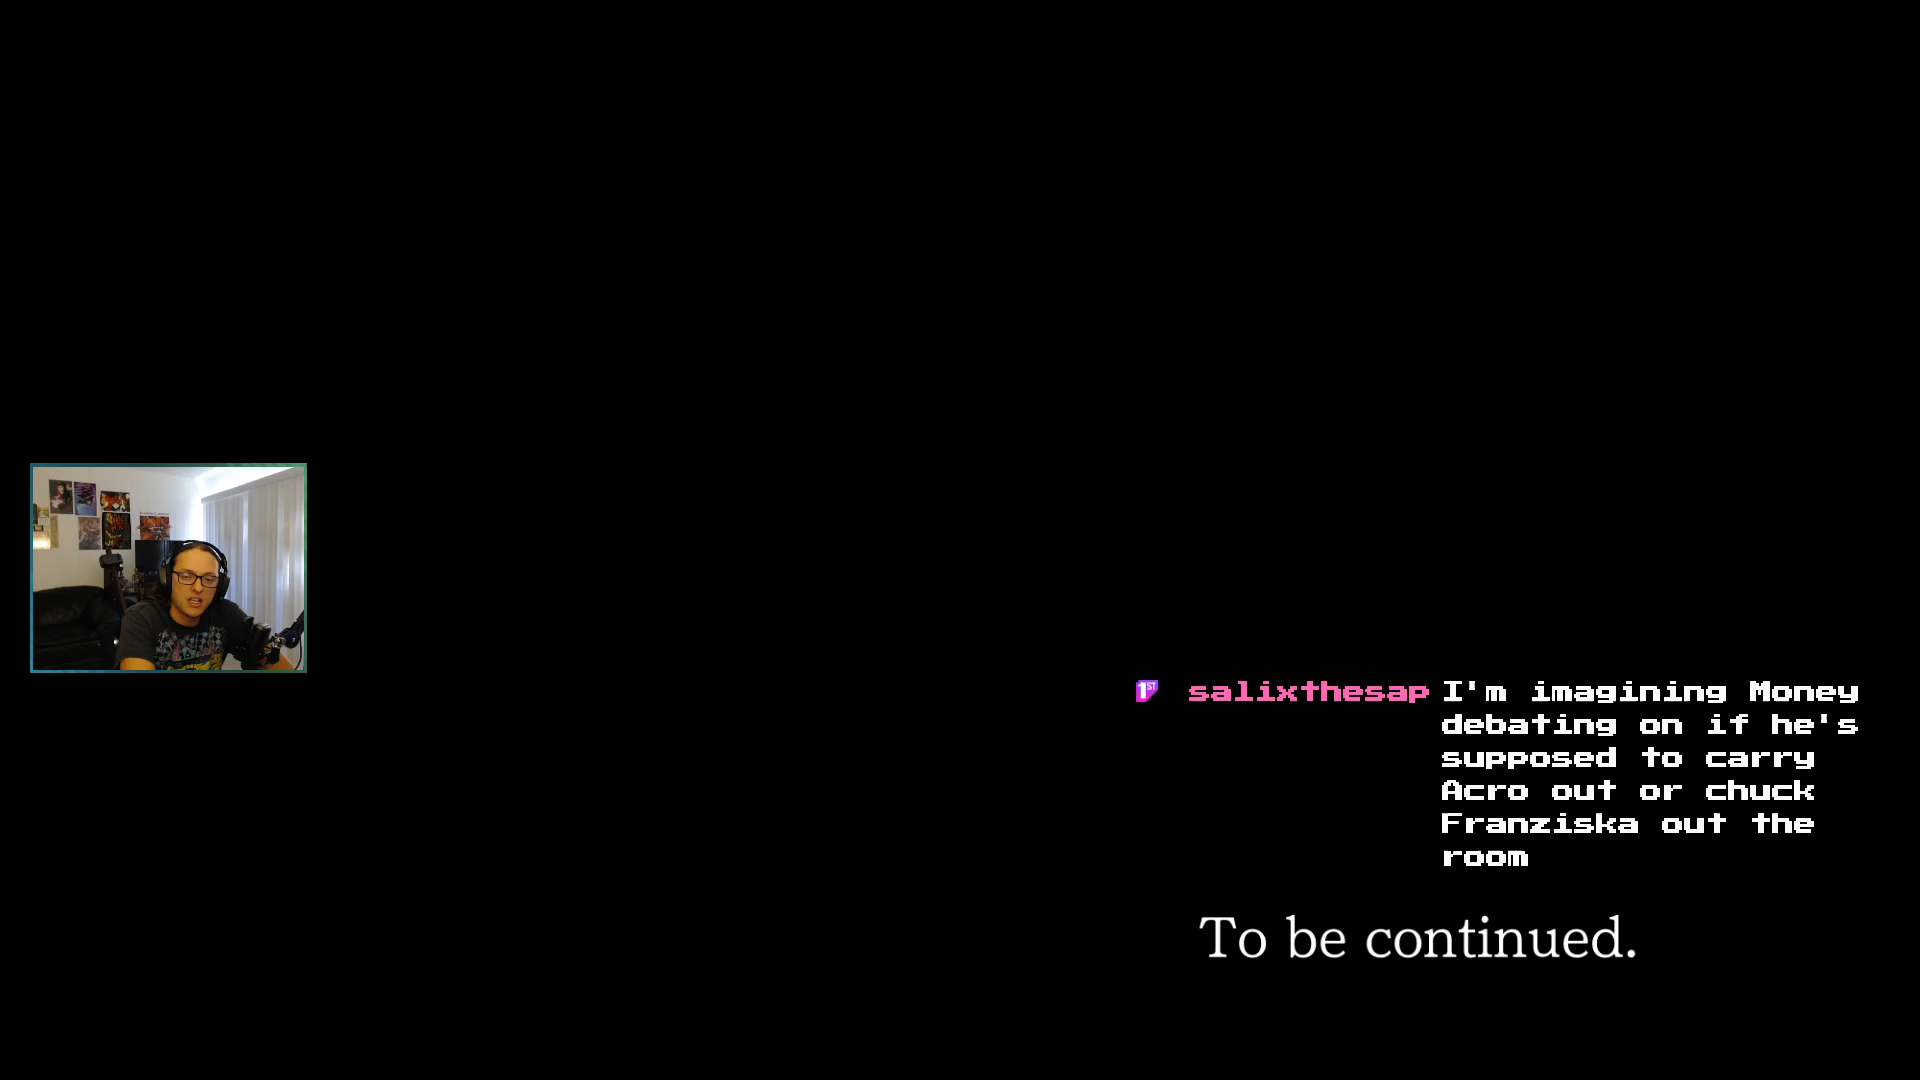 1ST salixthesap I'm imagining Money
debating on if he's
supposed to carry
Acro out or chuck
Franziska out the
room
To be continued.